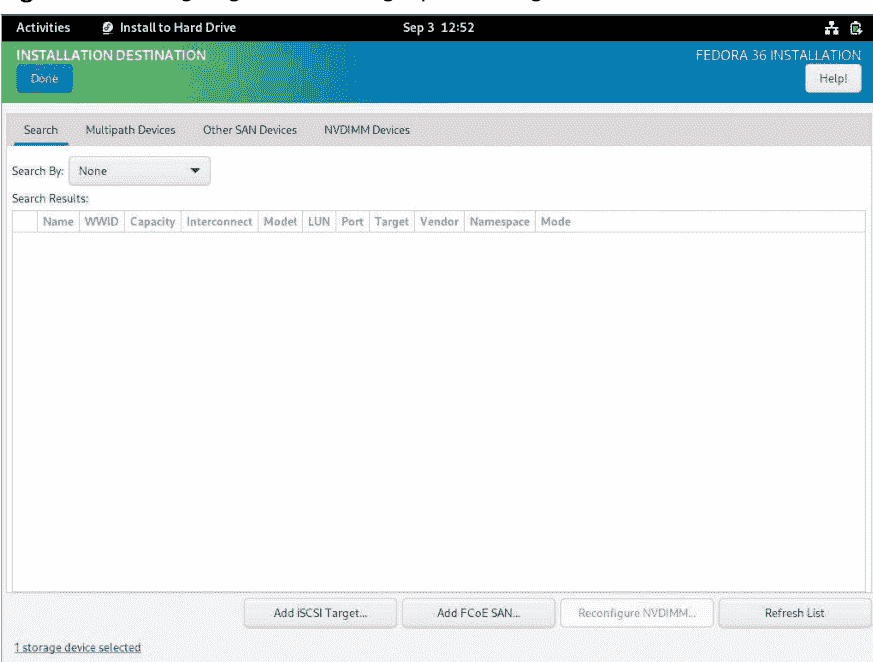 Activities Install to Hard Drive Sep 3 12:52
INSTALLATION DESTINATION FEDORA 36 INSTALLATION
Done Help!
Search Multipath Devices Other SAN Devices NVDIMM Devices
Search By: None
Search Results:
Name WWID Capacity Interconnect Model LUN Port Target Vendor Namespace Mode
Add iSCSI Target... Add FCoE SAN... Reconfigure NVDIMM... Refresh List
1 storage device selected